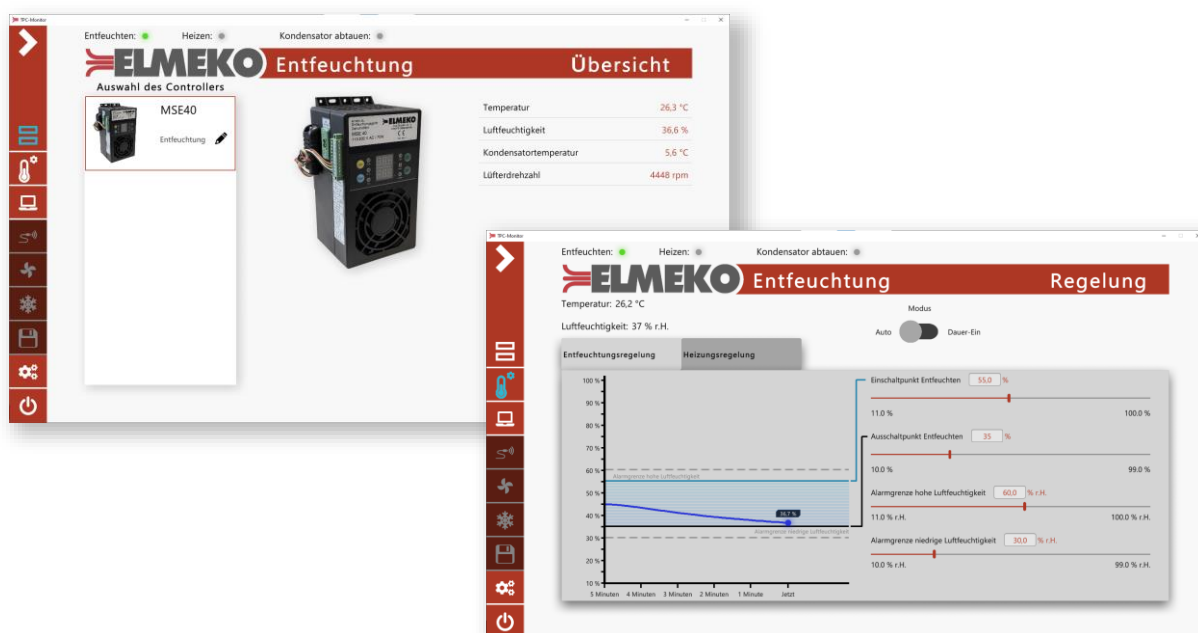 TPC-Monitor
Entfeuchten:
Heizen:
Kondensator abtauen:
ELMEKO
Entfeuchtung
Übersicht
Auswahl des Controllers
MSE40
Entfeuchtung
ELMEKO
MSE 40
Temperatur 26,3 °C
Luftfeuchtigkeit 36,6 %
Kondensatortemperatur 5,6 °C
Lüfterdrehzahl 4448 rpm
TPC-Monitor
Entfeuchten:
Heizen:
Kondensator abtauen:
ELMEKO
Entfeuchtung
Regelung
Temperatur: 26,2 °C
Luftfeuchtigkeit: 37 % r.H.
Modus
Auto
Dauer-Ein
Entfeuchtungsregelung
Heizungsregelung
100 %
90 %
80 %
70 %
60 %
50 %
40 %
30 %
20 %
10 %
Alarmgrenze hohe Luftfeuchtigkeit
36,7 %
Alarmgrenze niedrige Luftfeuchtigkeit
5 Minuten 4 Minuten 3 Minuten 2 Minuten 1 Minute Jetzt
Einschaltpunkt Entfeuchten 55,0 %
11.0 % 100.0 %
Ausschaltpunkt Entfeuchten 35 %
10.0 % 99.0 %
Alarmgrenze hohe Luftfeuchtigkeit 60,0 % r.H.
11.0 % r.H. 100.0 % r.H.
Alarmgrenze niedrige Luftfeuchtigkeit 30,0 % r.H.
10.0 % r.H. 99.0 % r.H.